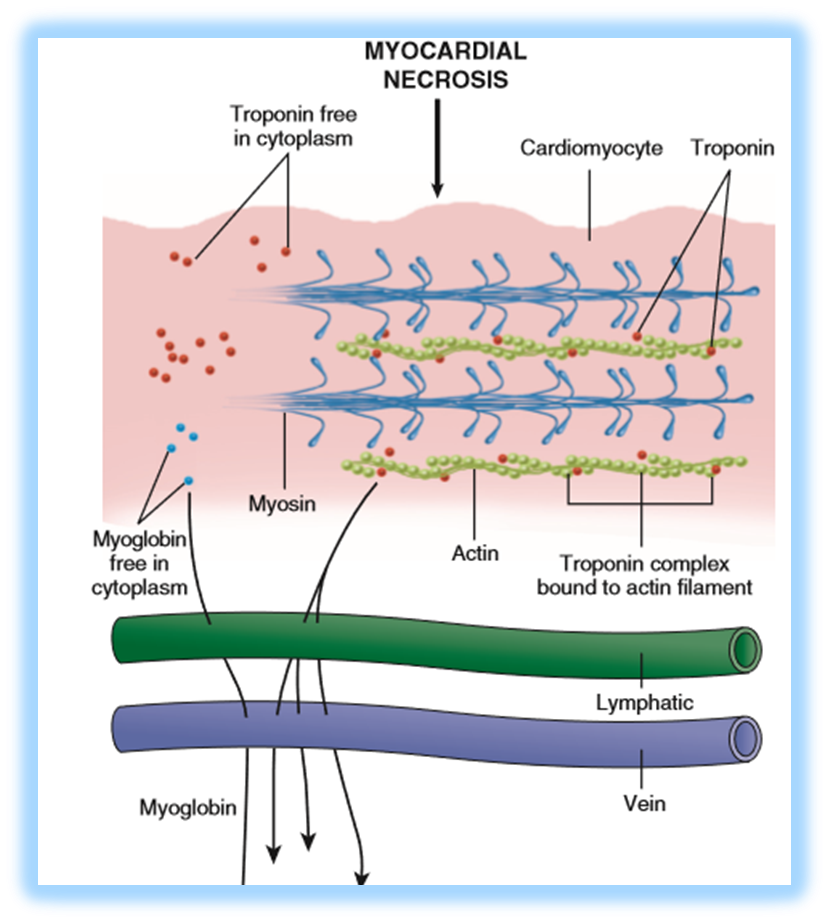 MYOCARDIAL
NECROSIS
Troponin free
in cytoplasm
Cardiomyocyte
Troponin
Myosin
Myoglobin
free in
cytoplasm
Actin
Troponin complex
bound to actin filament
Lymphatic
Vein
Myoglobin